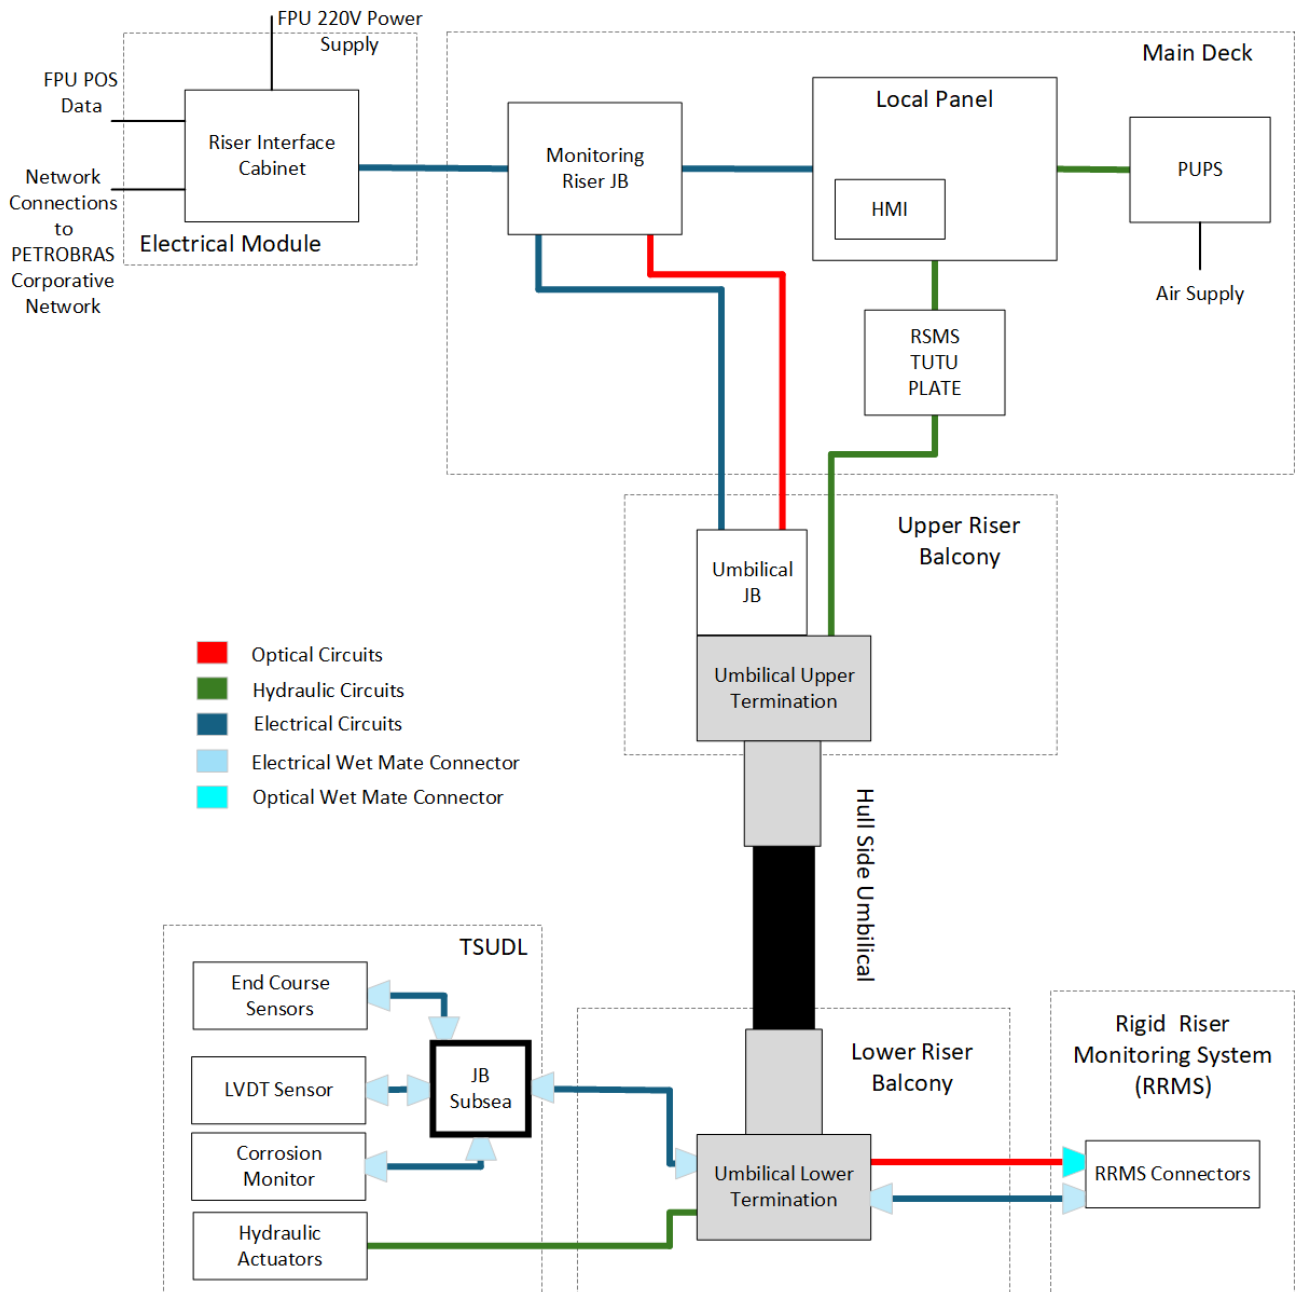 FPU 220V Power
Supply
FPU POS
Data
Riser Interface
Cabinet
Network
Connections
to
PETROBRAS
Corporative
Network
Electrical Module
Main Deck
Monitoring
Riser JB
Local Panel
HMI
PUPS
Air Supply
RSMS
TUTU
PLATE
Upper Riser
Balcony
Umbilical
JB
Umbilical Upper
Termination
Optical Circuits
Hydraulic Circuits
Electrical Circuits
Electrical Wet Mate Connector
Optical Wet Mate Connector
Hull Side Umbilical
TSUDL
End Course
Sensors
LVDT Sensor
JB
Subsea
Corrosion
Monitor
Hydraulic
Actuators
Lower Riser
Balcony
Umbilical Lower
Termination
Rigid Riser
Monitoring System
(RRMS)
RRMS Connectors